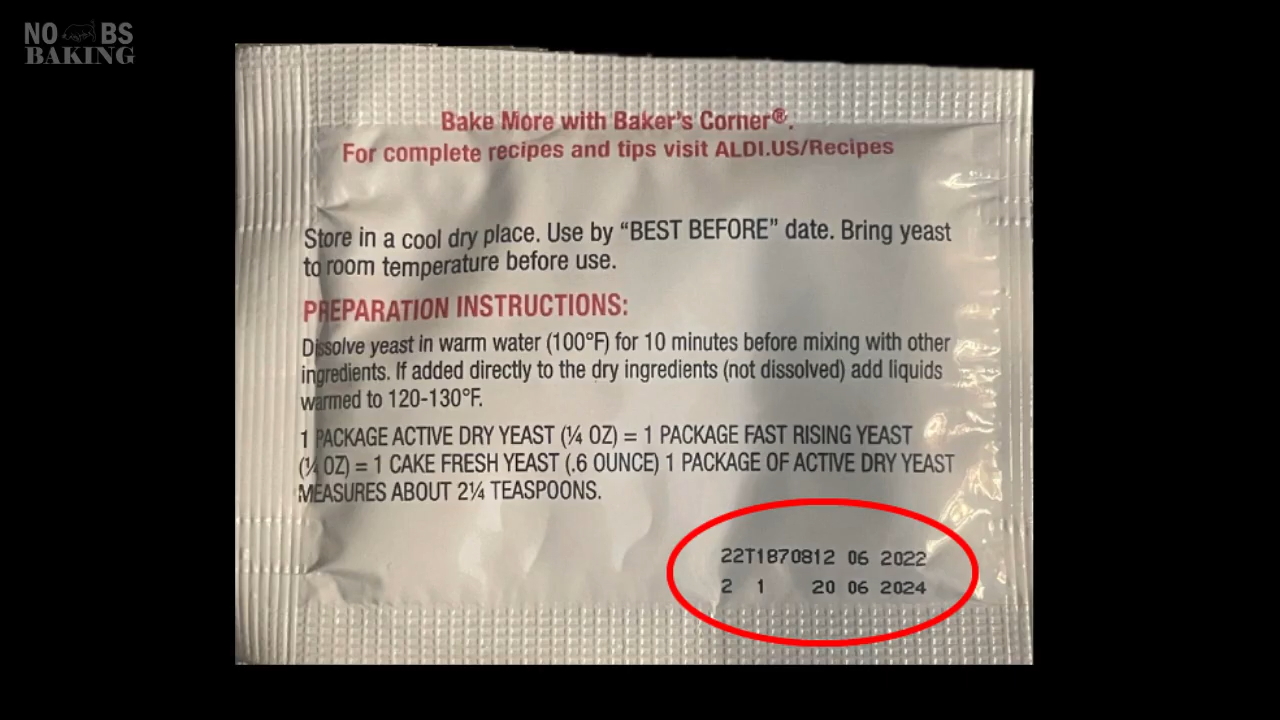 NO BS
BAKING
Bake More with Baker's Corner®.
For complete recipes and tips visit ALDI.US/Recipes
Store in a cool dry place. Use by “BEST BEFORE” date. Bring yeast
to room temperature before use.
PREPARATION INSTRUCTIONS:
Dissolve yeast in warm water (100°F) for 10 minutes before mixing with other
ingredients. If added directly to the dry ingredients (not dissolved) add liquids
warmed to 120-130°F.
1 PACKAGE ACTIVE DRY YEAST (¼ OZ) = 1 PACKAGE FAST RISING YEAST
(¼ OZ) = 1 CAKE FRESH YEAST (.6 OUNCE) 1 PACKAGE OF ACTIVE DRY YEAST
MEASURES ABOUT 2¼ TEASPOONS.
22T1B70812 06 2022
2 1 20 06 2024